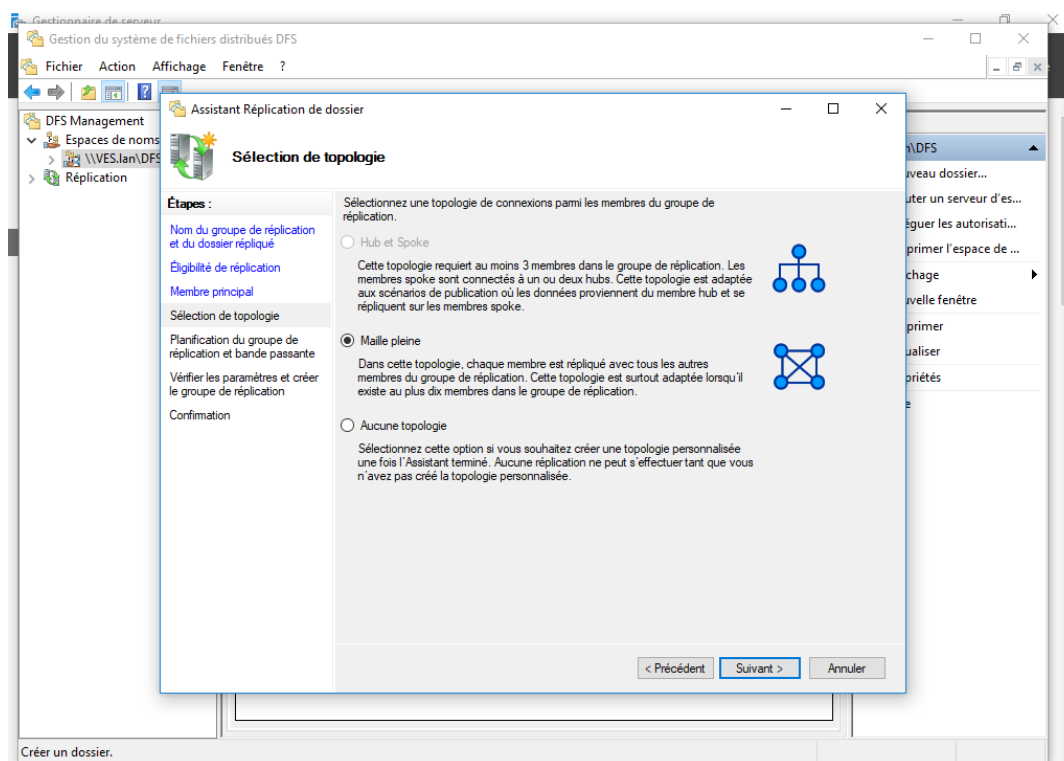 Gestionnaire de serveur
Gestion du système de fichiers distribués DFS
Fichier Action Affichage Fenêtre ?
DFS Management
Espaces de noms
\\VES.lan\DFS
Réplication
Assistant Réplication de dossier
Sélection de topologie
Étapes :
Nom du groupe de réplication
et du dossier répliqué
Éligibilité de réplication
Membre principal
Sélection de topologie
Planification du groupe de
réplication et bande passante
Vérifier les paramètres et créer
le groupe de réplication
Confirmation
Sélectionnez une topologie de connexions parmi les membres du groupe de
réplication.
Hub et Spoke
Cette topologie requiert au moins 3 membres dans le groupe de réplication. Les
membres spoke sont connectés à un ou deux hubs. Cette topologie est adaptée
aux scénarios de publication où les données proviennent du membre hub et se
répliquent sur les membres spoke.
Maille pleine
Dans cette topologie, chaque membre est répliqué avec tous les autres
membres du groupe de réplication. Cette topologie est surtout adaptée lorsqu'il
existe au plus dix membres dans le groupe de réplication.
Aucune topologie
Sélectionnez cette option si vous souhaitez créer une topologie personnalisée
une fois l'Assistant terminé. Aucune réplication ne peut s'effectuer tant que vous
n'avez pas créé la topologie personnalisée.
< Précédent Suivant > Annuler
n\DFS
uveau dossier...
uter un serveur d'es...
éguer les autorisati...
primer l'espace de ...
chage
uvelle fenêtre
primer
ualiser
priétés
e
Créer un dossier.